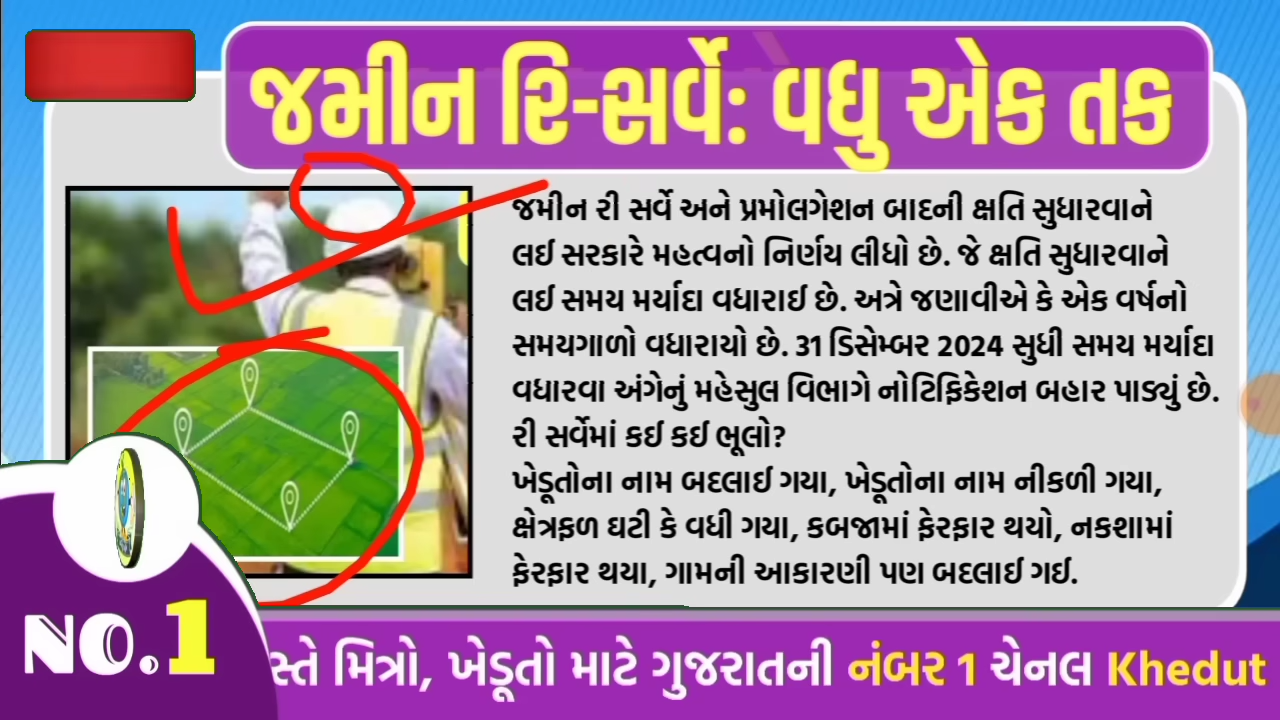 જમીન રિ-સર્વે: વધુ એક તક
જમીન રી સર્વે અને પ્રમોલગેશન બાદની ક્ષતિ સુધારવાને
લઈ સરકારે મહત્વનો નિર્ણય લીધો છે. જે ક્ષતિ સુધારવાને
લઈ સમય મર્યાદા વધારાઈ છે. અત્રે જણાવીએ કે એક વર્ષનો
સમયગાળો વધારાયો છે. 31 ડિસેમ્બર 2024 સુધી સમય મર્યાદા
વધારવા અંગેનું મહેસુલ વિભાગે નોટિફિકેશન બહાર પાડ્યું છે.
રી સર્વેમાં કઈ કઈ ભૂલો?
ખેડૂતોના નામ બદલાઈ ગયા, ખેડૂતોના નામ નીકળી ગયા,
ક્ષેત્રફળ ઘટી કે વધી ગયા, કબજામાં ફેરફાર થયો, નકશામાં
ફેરફાર થયા, ગામની આકારણી પણ બદલાઈ ગઈ.
NO.1
સ્તે મિત્રો, ખેડૂતો માટે ગુજરાતની નંબર 1 ચેનલ Khedut